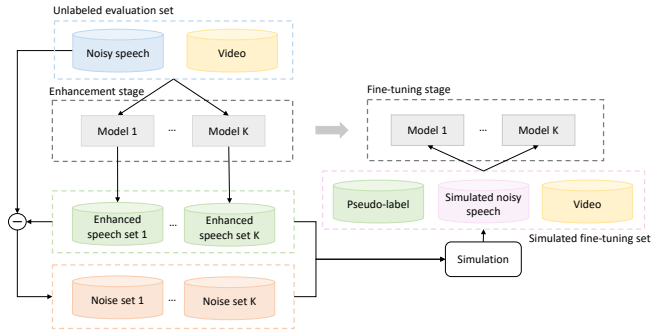 Unlabeled evaluation set
Noisy speech
Video
Enhancement stage
Model 1
...
Model K
Enhanced
speech set 1
...
Enhanced
speech set K
Noise set 1
...
Noise set K
Fine-tuning stage
Model 1
...
Model K
Pseudo-label
Simulated noisy
speech
Video
Simulated fine-tuning set
Simulation